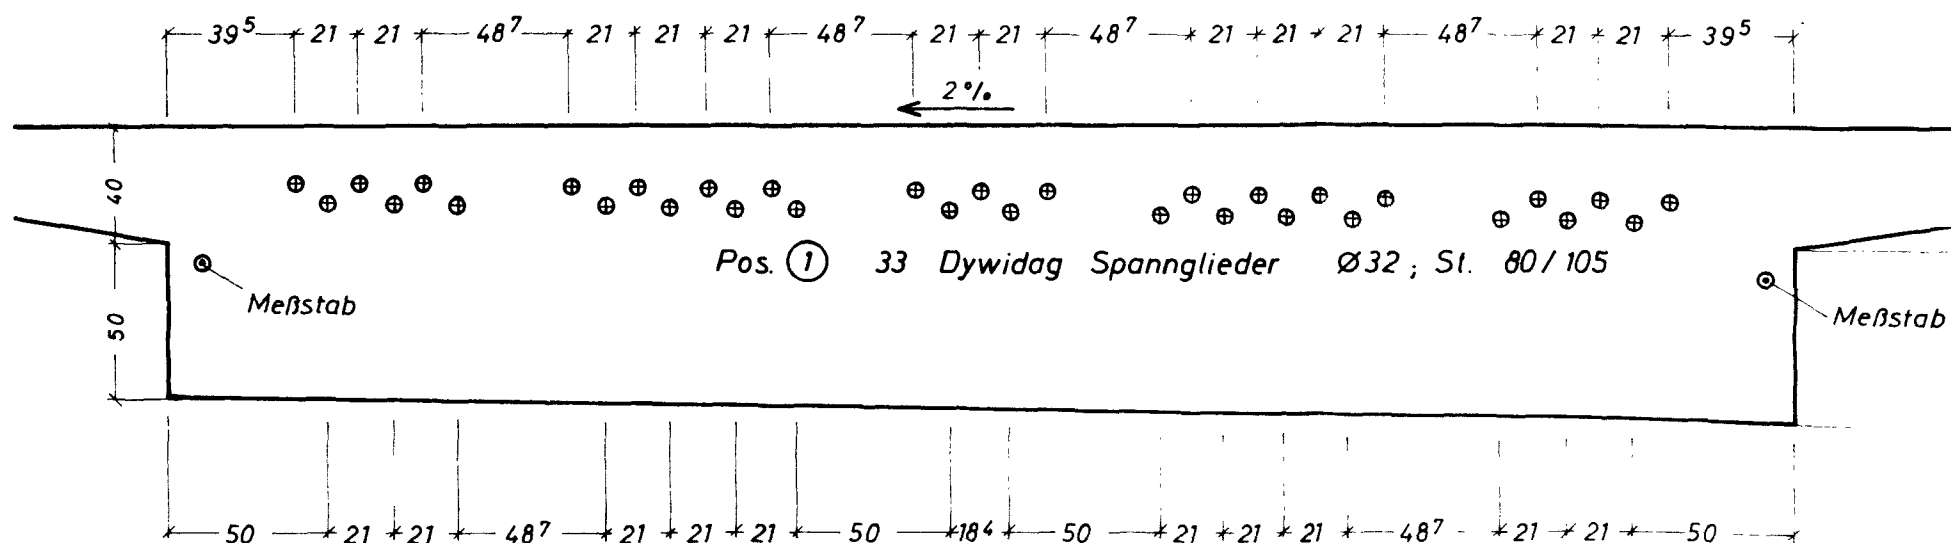 39⁵ 21 21 48⁷ 21 21 21 48⁷ 21 21 48⁷ 21 21 21 48⁷ 21 21 39⁵
2%
40
Pos. 1 33 Dywidag Spannglieder Ø32 ; St. 80/105
Meßstab
Meßstab
50
50 21 21 48⁷ 21 21 21 50 18⁴ 50 21 21 21 48⁷ 21 21 50